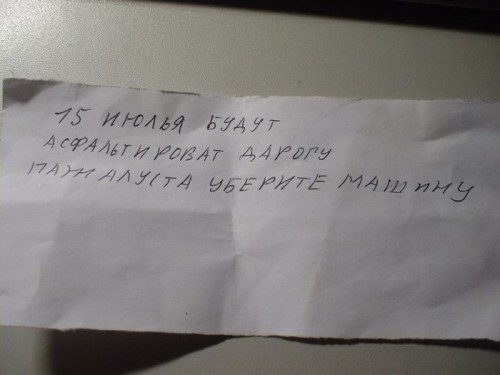 15 ИЮЛЬЯ БУДУТ
АСФАЛЬТИРОВАТ ДАРОГУ
ПАЖАЛУСТА УБЕРИТЕ МАШИНУ